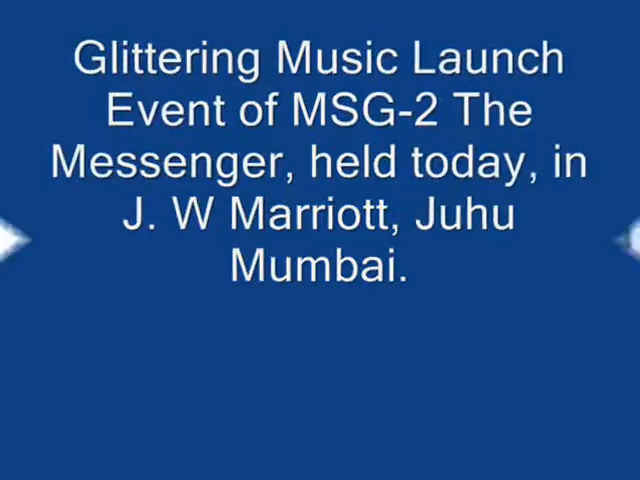 Glittering Music Launch
Event of MSG-2 The
Messenger, held today, in
J. W Marriott, Juhu
Mumbai.